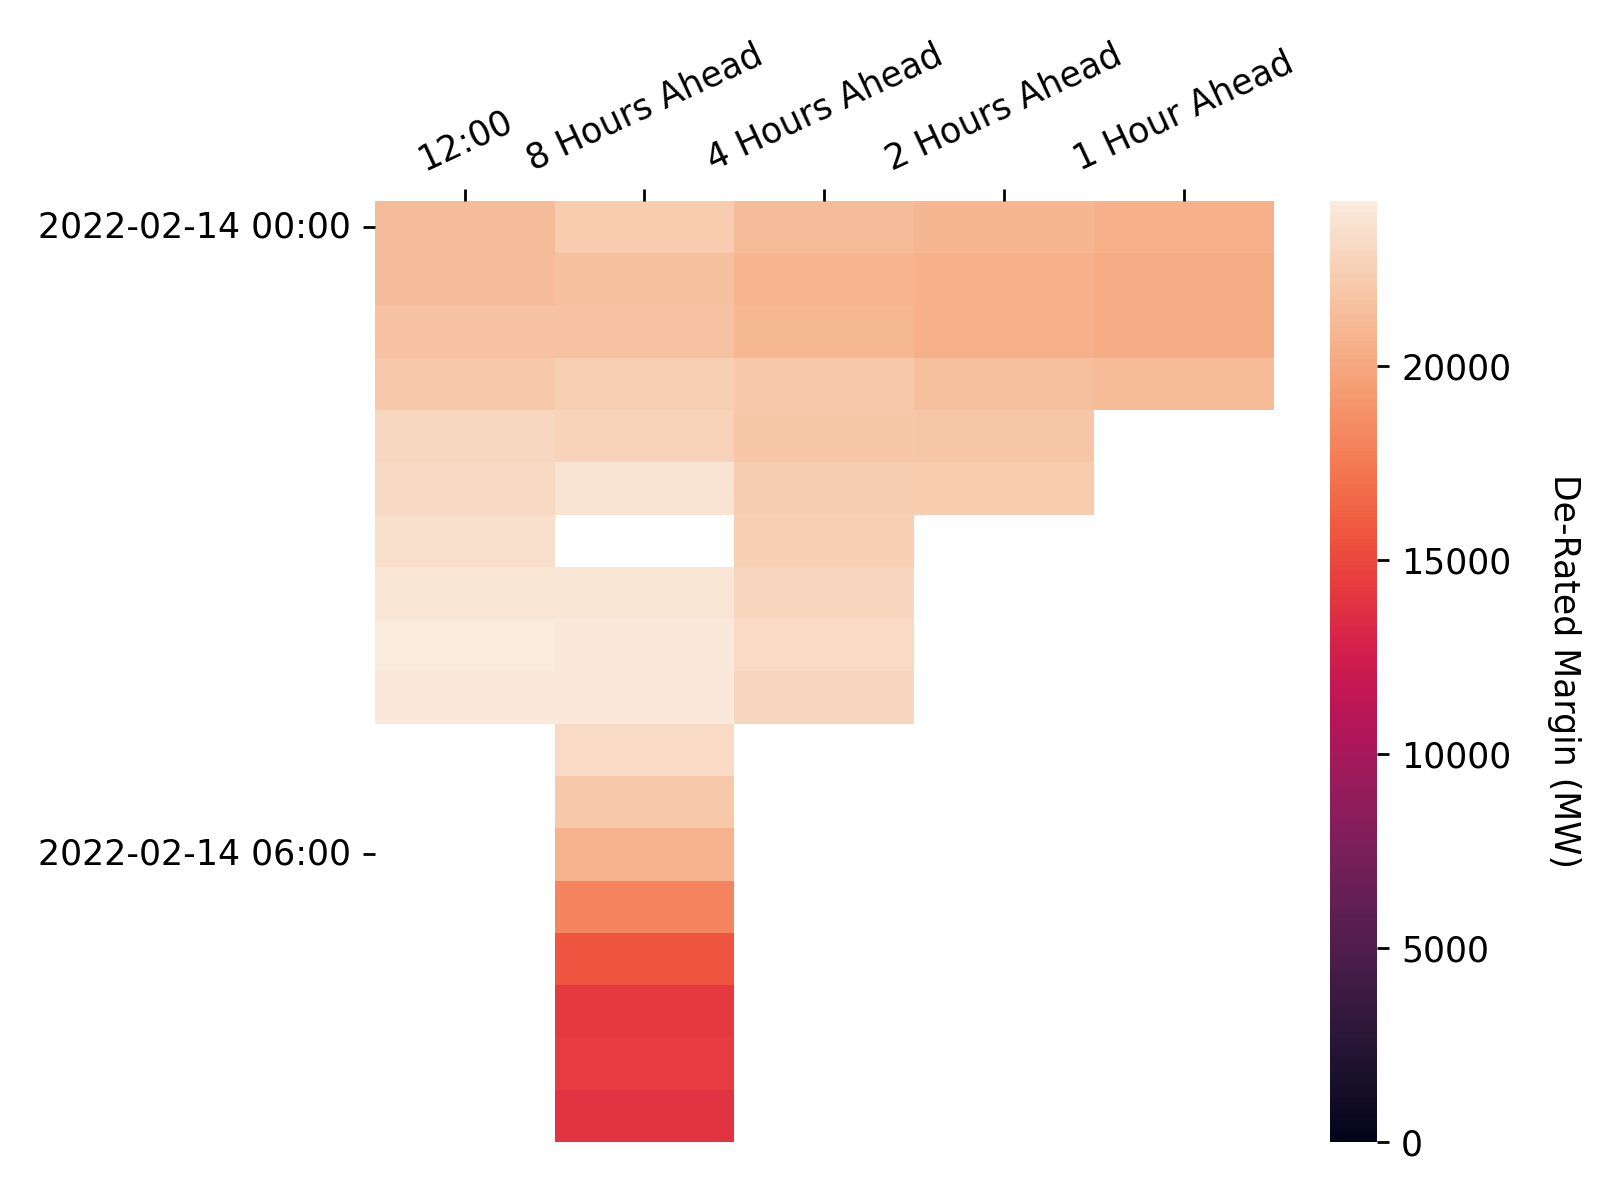 12:00
8 Hours Ahead
4 Hours Ahead
2 Hours Ahead
1 Hour Ahead
2022-02-14 00:00
2022-02-14 06:00
20000
15000
10000
5000
0
De-Rated Margin (MW)